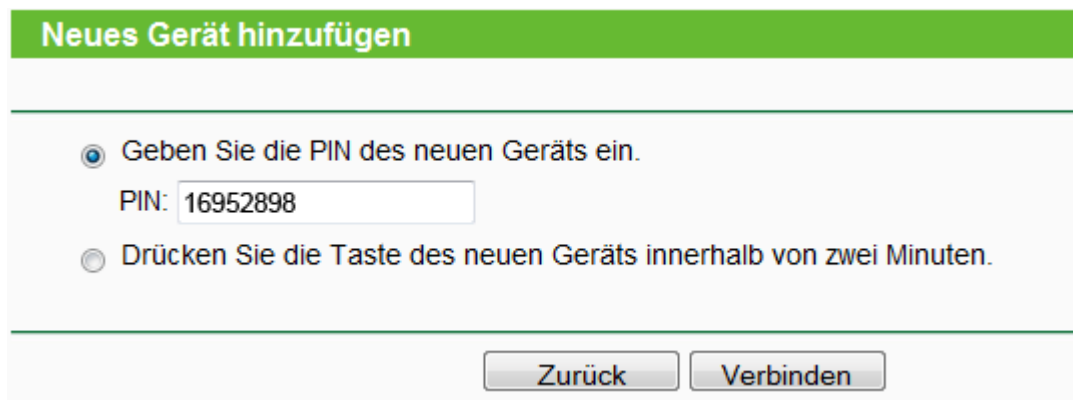 Neues Gerät hinzufügen
Geben Sie die PIN des neuen Geräts ein.
PIN: 16952898
Drücken Sie die Taste des neuen Geräts innerhalb von zwei Minuten.
Zurück Verbinden